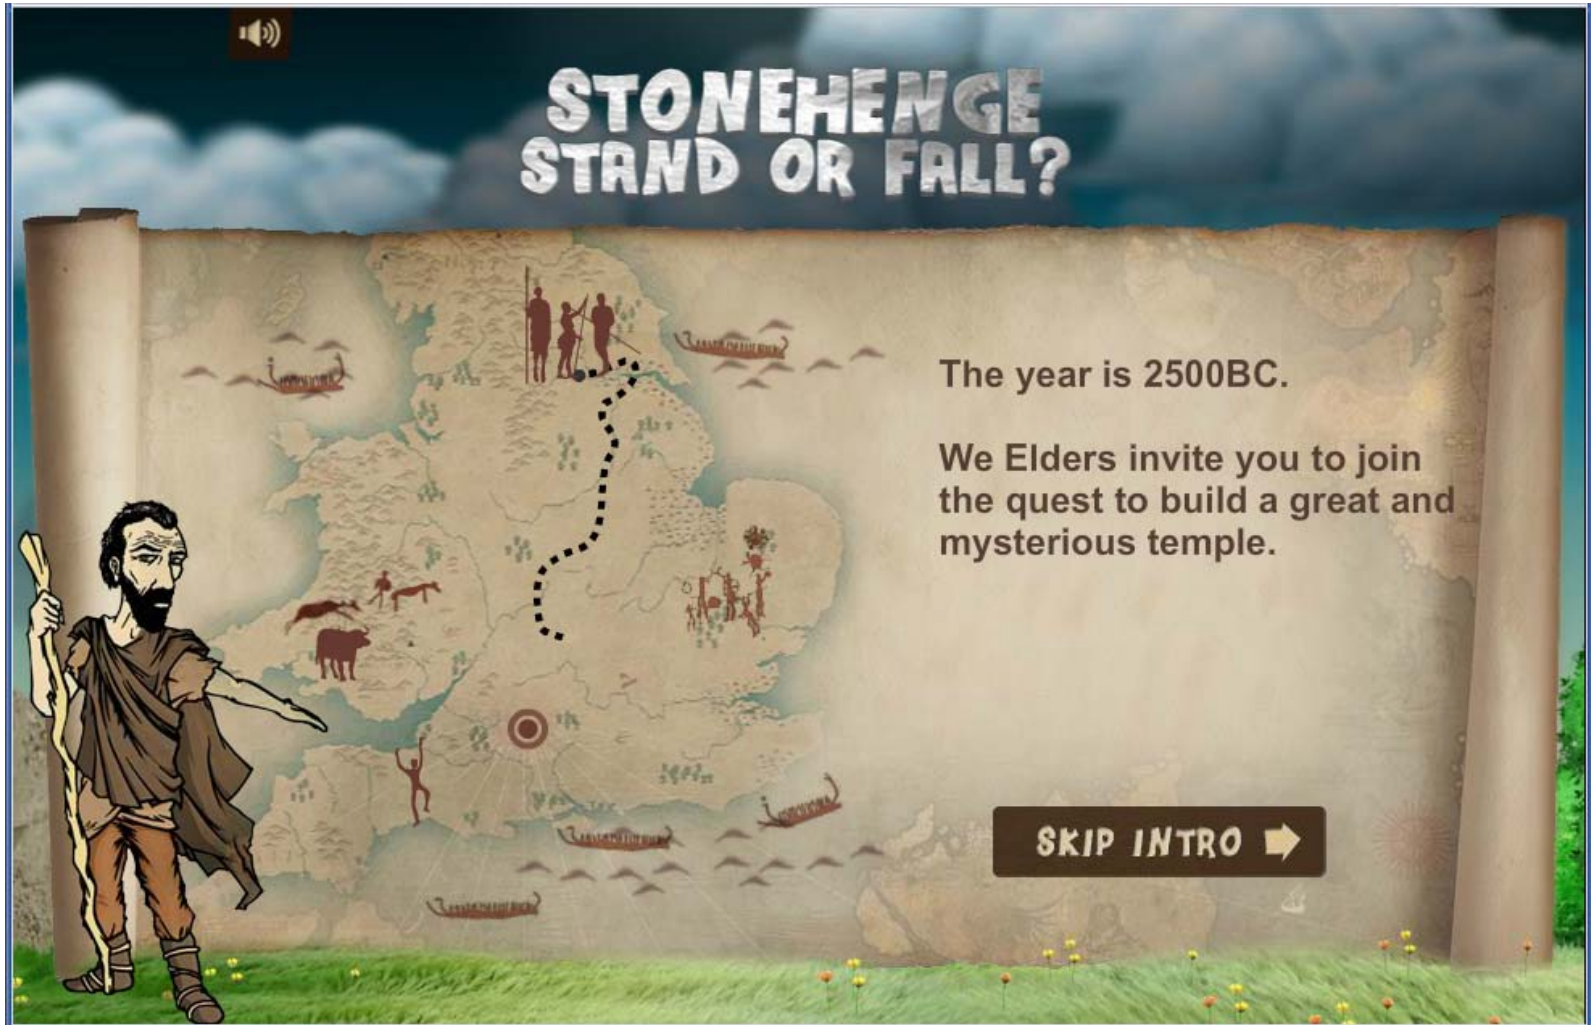 STONEHENGE
STAND OR FALL?
The year is 2500BC.
We Elders invite you to join
the quest to build a great and
mysterious temple.
SKIP INTRO